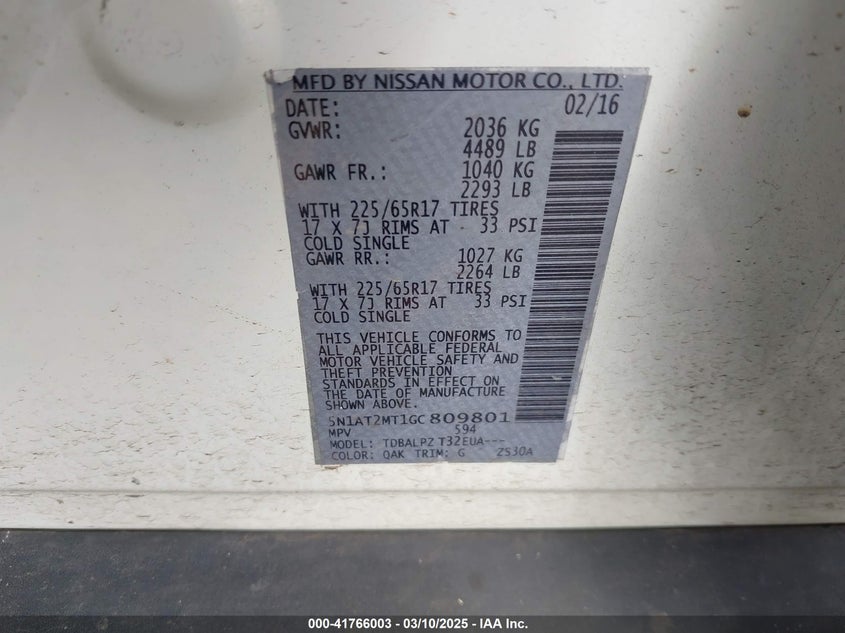 MFD BY NISSAN MOTOR CO., LTD.
DATE: 02/16
GVWR: 2036 KG
4489 LB
GAWR FR.: 1040 KG
2293 LB
WITH 225/65R17 TIRES
17 X 7J RIMS AT 33 PSI
COLD SINGLE
GAWR RR.: 1027 KG
2264 LB
WITH 225/65R17 TIRES
17 X 7J RIMS AT 33 PSI
COLD SINGLE
THIS VEHICLE CONFORMS TO
ALL APPLICABLE FEDERAL
MOTOR VEHICLE SAFETY AND
THEFT PREVENTION
STANDARDS IN EFFECT ON
THE DATE OF MANUFACTURE
SHOWN ABOVE.
5N1AT2MT1GC809801
MPV 594
MODEL: TDBALPZ T32EUA---
COLOR: QAK TRIM: G ZS30A
000-41766003 - 03/10/2025 - IAA Inc.